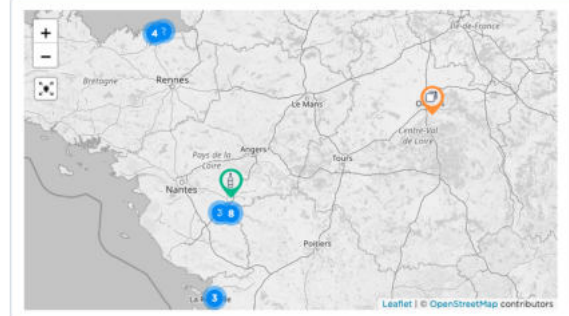 +
4 7
Île-de-France
−
Bretagne
Rennes
Le Mans
Centre-Val
de Loire
Pays de la
Loire
Angers
Tours
Nantes
3 8
Poitiers
3
Leaflet | © OpenStreetMap contributors